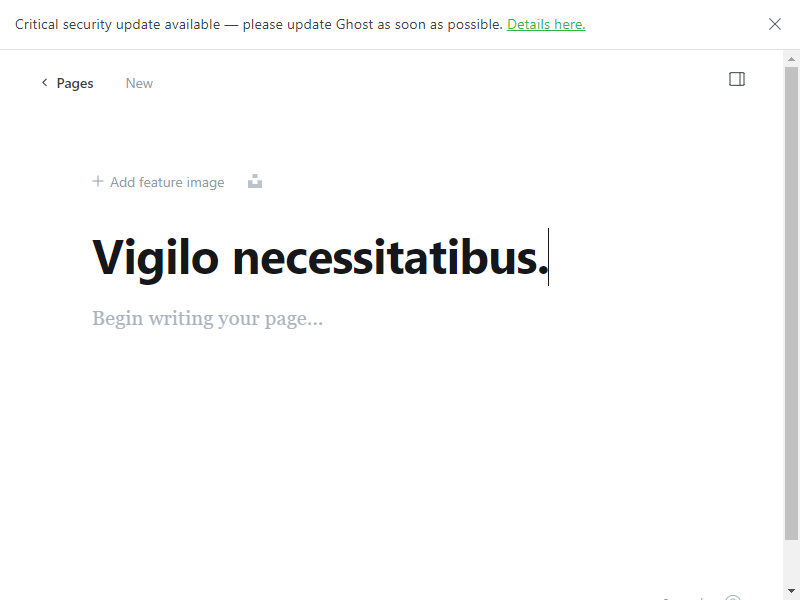 Critical security update available — please update Ghost as soon as possible. Details here.
Pages
New
Add feature image
Vigilo necessitatibus.
Begin writing your page...